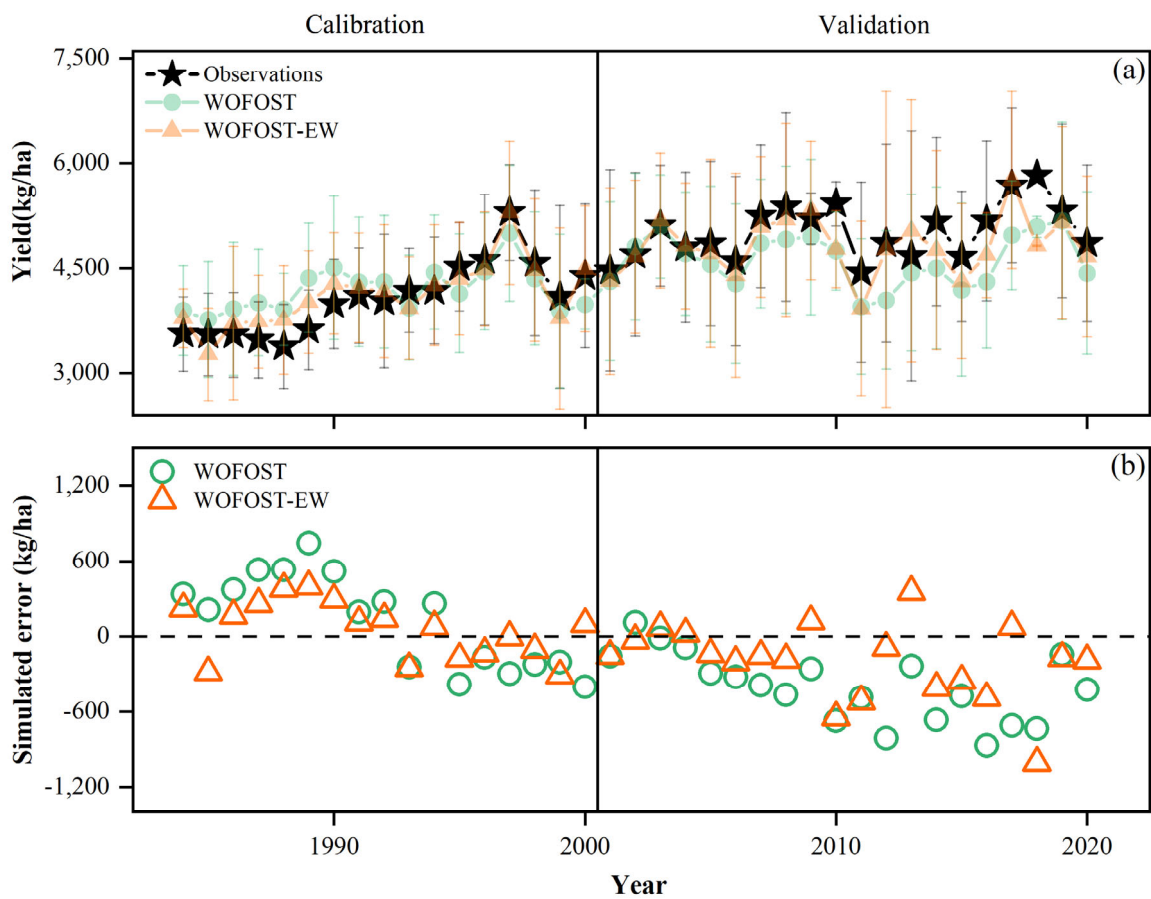 Calibration Validation
7,500
(a)
Observations
WOFOST
WOFOST-EW
6,000
4,500
3,000
Yield(kg/ha)
(b)
WOFOST
WOFOST-EW
1,200
600
0
-600
-1,200
Simulated error (kg/ha)
1990 2000 2010 2020
Year